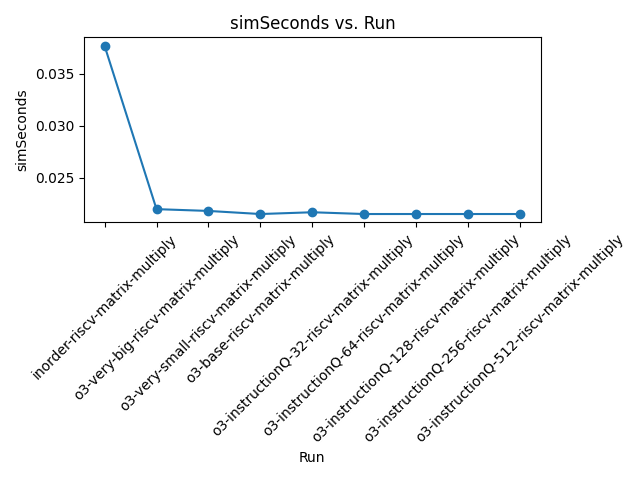 simSeconds vs. Run
0.035
0.030
0.025
simSeconds
inorder-riscv-matrix-multiply
o3-very-big-riscv-matrix-multiply
o3-very-small-riscv-matrix-multiply
o3-base-riscv-matrix-multiply
o3-instructionQ-32-riscv-matrix-multiply
o3-instructionQ-64-riscv-matrix-multiply
o3-instructionQ-128-riscv-matrix-multiply
o3-instructionQ-256-riscv-matrix-multiply
o3-instructionQ-512-riscv-matrix-multiply
Run